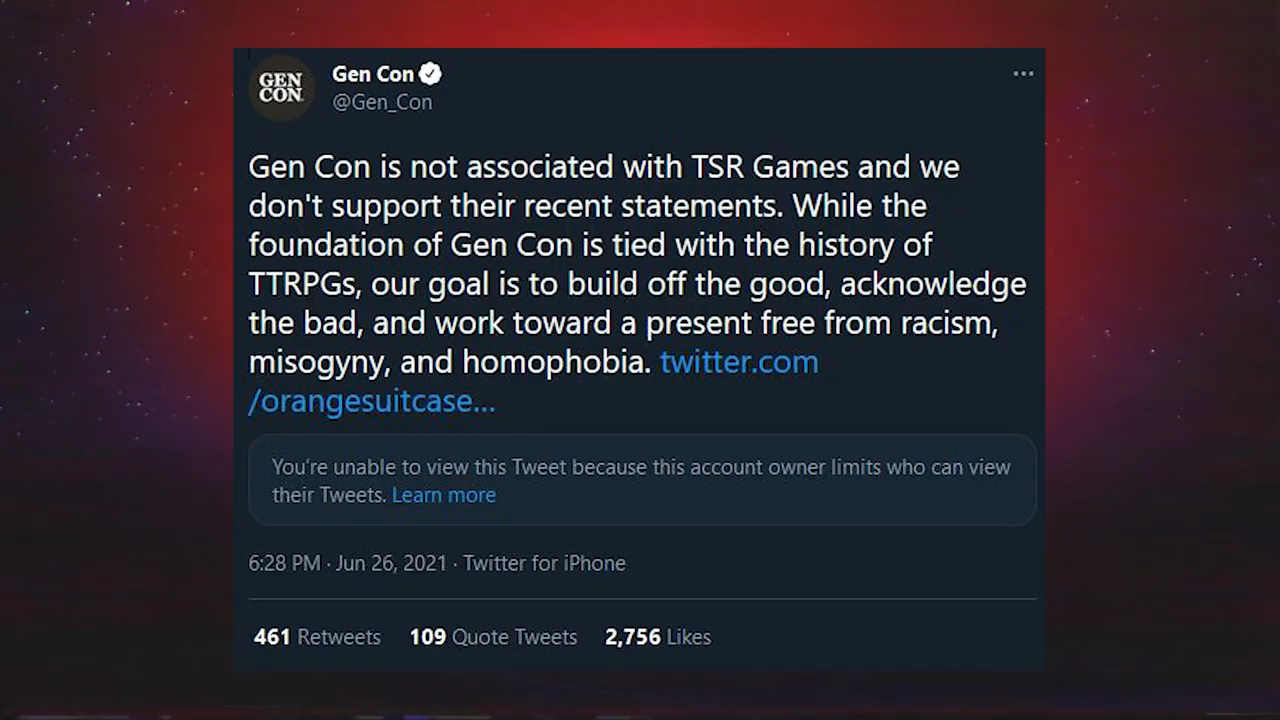 GEN
CON
Gen Con
@Gen_Con
Gen Con is not associated with TSR Games and we
don't support their recent statements. While the
foundation of Gen Con is tied with the history of
TTRPGs, our goal is to build off the good, acknowledge
the bad, and work toward a present free from racism,
misogyny, and homophobia. twitter.com
/orangesuitcase...
You're unable to view this Tweet because this account owner limits who can view
their Tweets. Learn more
6:28 PM · Jun 26, 2021 · Twitter for iPhone
461 Retweets 109 Quote Tweets 2,756 Likes